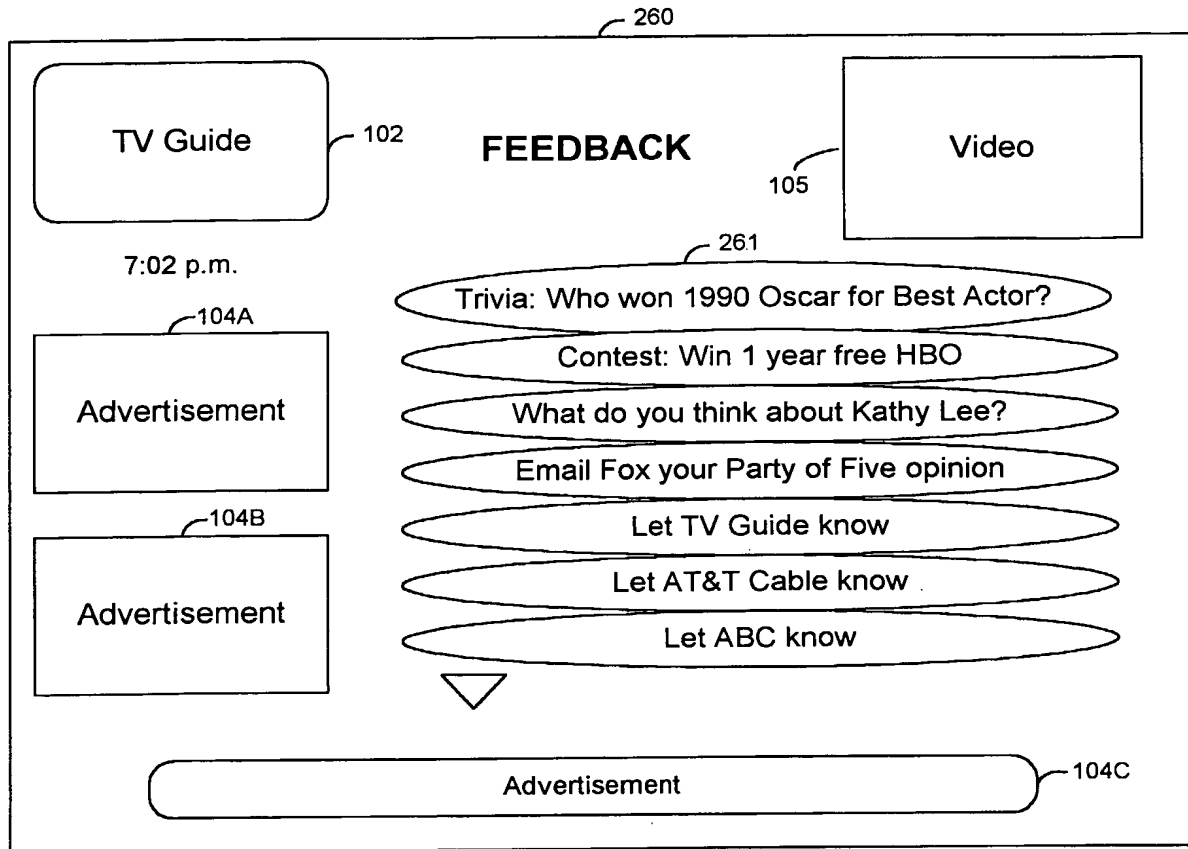 260
TV Guide
102
FEEDBACK
Video
105
7:02 p.m.
261
Trivia: Who won 1990 Oscar for Best Actor?
104A
Contest: Win 1 year free HBO
Advertisement
What do you think about Kathy Lee?
Email Fox your Party of Five opinion
104B
Let TV Guide know
Let AT&T Cable know
Advertisement
Let ABC know
Advertisement
104C